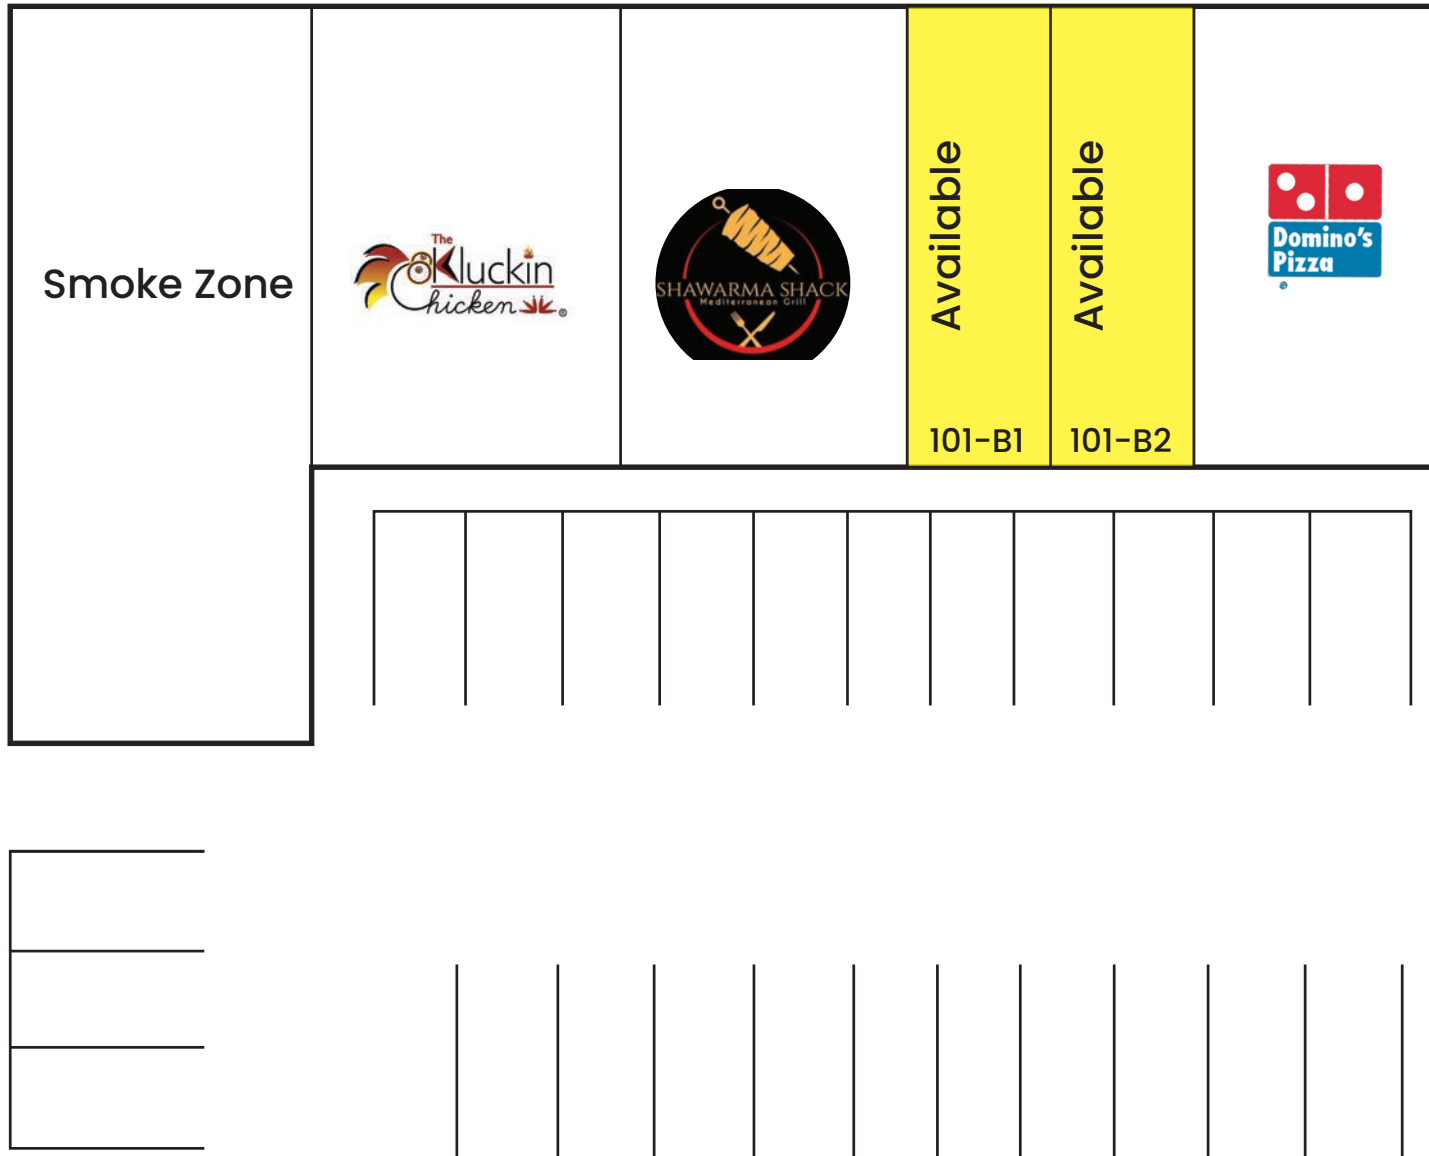 Smoke Zone
The
Kluckin
Chicken ®
SHAWARMA SHACK
Mediterranean Grill
Available
101-B1
Available
101-B2
Domino's
Pizza
®